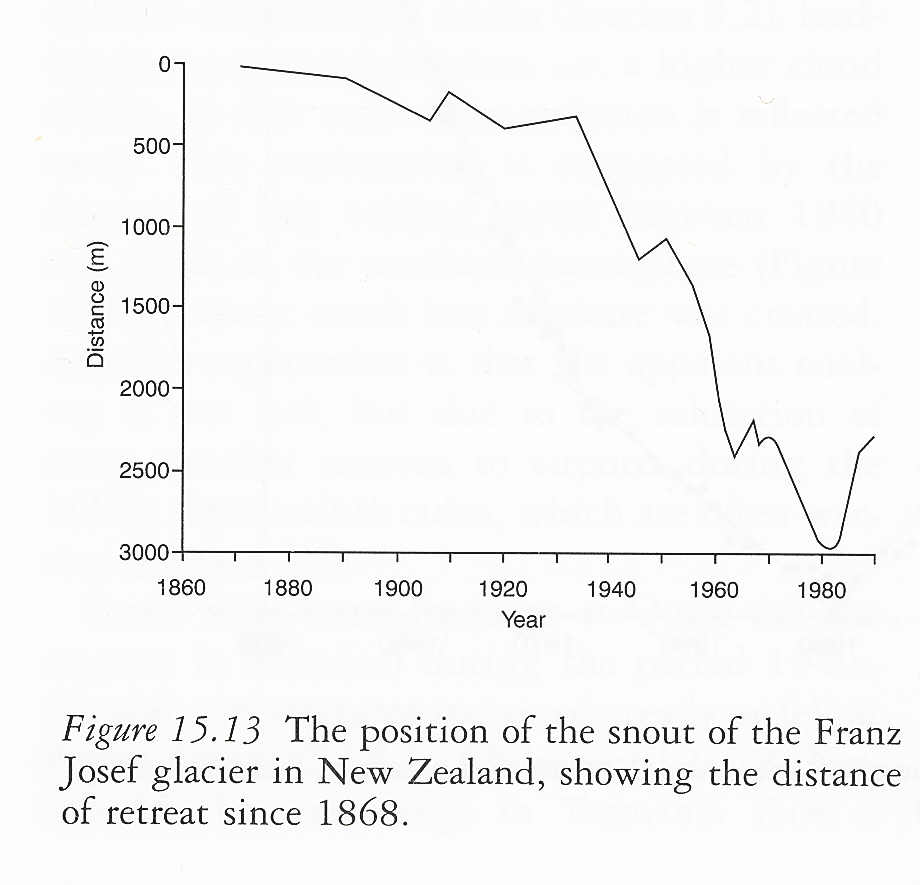 0
500
1000
1500
2000
2500
3000
Distance (m)
1860 1880 1900 1920 1940 1960 1980
Year
Figure 15.13 The position of the snout of the Franz
Josef glacier in New Zealand, showing the distance
of retreat since 1868.